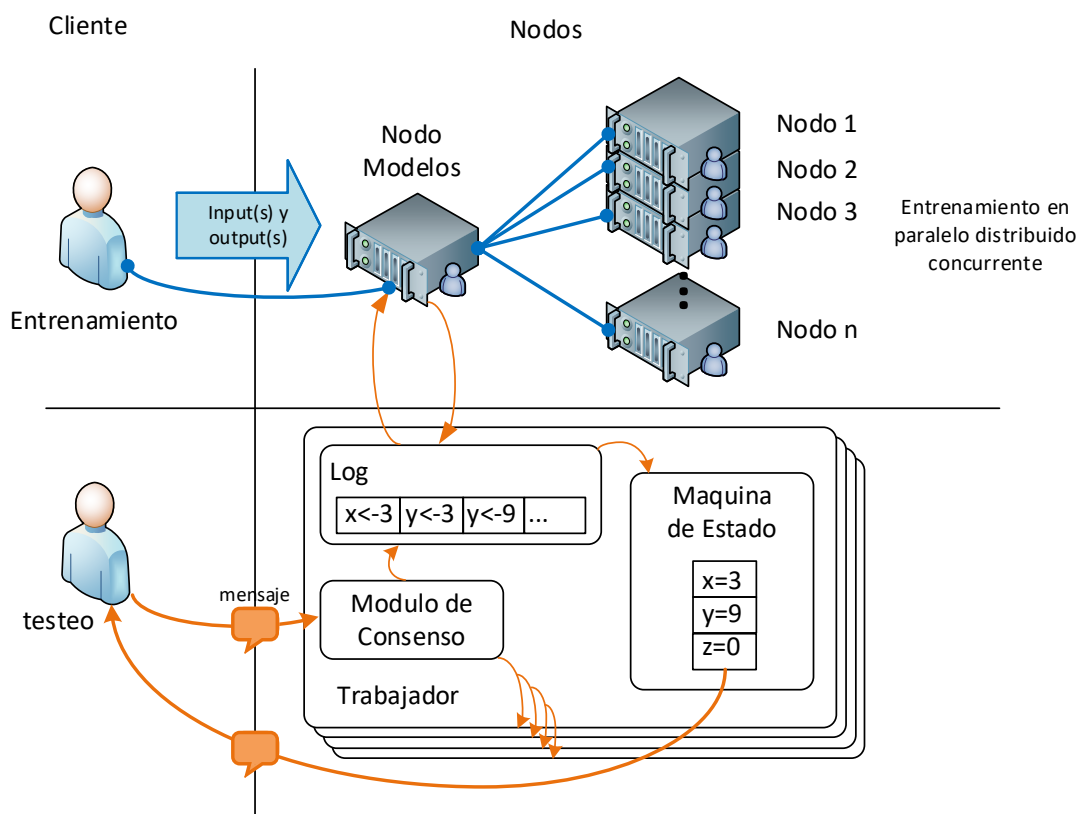 Cliente
Nodos
Nodo
Modelos
Input(s) y
output(s)
Nodo 1
Nodo 2
Nodo 3
Nodo n
Entrenamiento en
paralelo distribuido
concurrente
Entrenamiento
Log
x<-3 y<-3 y<-9 ...
Maquina
de Estado
x=3
y=9
z=0
mensaje
testeo
Modulo de
Consenso
Trabajador